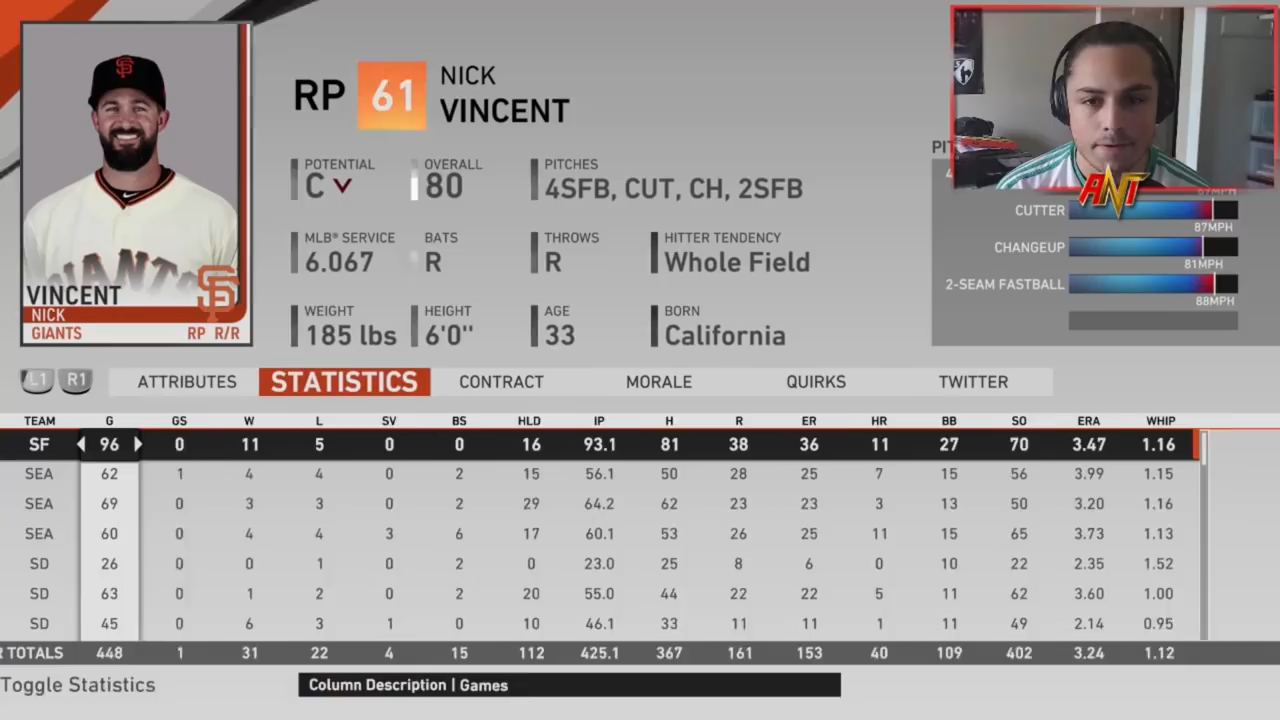 RP 61 NICK VINCENT
POTENTIAL C
OVERALL 80
PITCHES 4SFB, CUT, CH, 2SFB
MLB® SERVICE 6.067
BATS R
THROWS R
HITTER TENDENCY Whole Field
WEIGHT 185 lbs
HEIGHT 6'0"
AGE 33
BORN California
VINCENT
NICK
GIANTS RP R/R
SF
ANT
CUTTER 87MPH
CHANGEUP 81MPH
2-SEAM FASTBALL 88MPH
L1 R1 ATTRIBUTES STATISTICS CONTRACT MORALE QUIRKS TWITTER
TEAM G GS W L SV BS HLD IP H R ER HR BB SO ERA WHIP
SF 96 0 11 5 0 0 16 93.1 81 38 36 11 27 70 3.47 1.16
SEA 62 1 4 4 0 2 15 56.1 50 28 25 7 15 56 3.99 1.15
SEA 69 0 3 3 0 2 29 64.2 62 23 23 3 13 50 3.20 1.16
SEA 60 0 4 4 3 6 17 60.1 53 26 25 11 15 65 3.73 1.13
SD 26 0 0 1 0 2 0 23.0 25 8 6 0 10 22 2.35 1.52
SD 63 0 1 2 0 2 20 55.0 44 22 22 5 11 62 3.60 1.00
SD 45 0 6 3 1 0 10 46.1 33 11 11 1 11 49 2.14 0.95
R TOTALS 448 1 31 22 4 15 112 425.1 367 161 153 40 109 402 3.24 1.12
Toggle Statistics
Column Description | Games